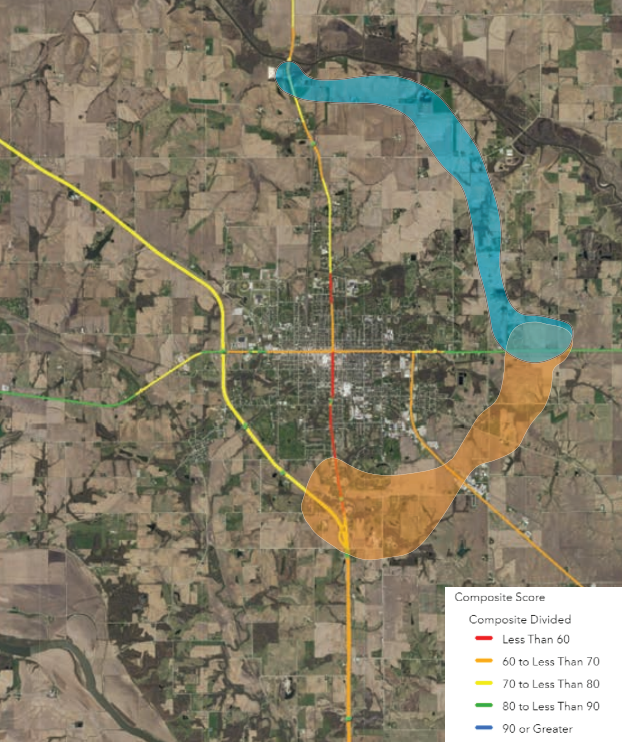 Composite Score
Composite Divided
Less Than 60
60 to Less Than 70
70 to Less Than 80
80 to Less Than 90
90 or Greater